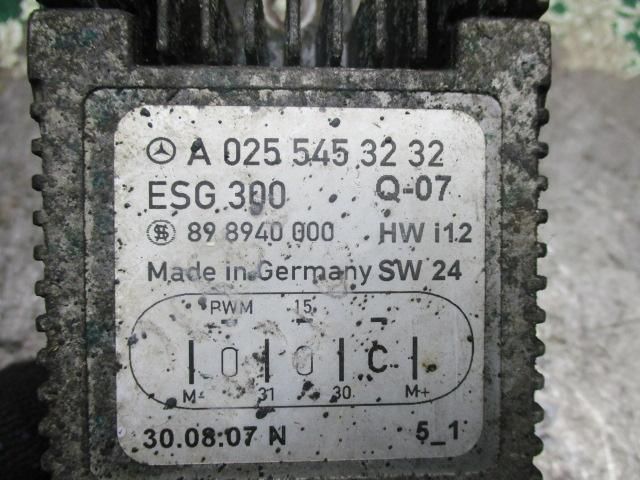 A 025 545 32 32
ESG 300 Q-07
89 8940 000 HW i12
Made in Germany SW 24
PWM 15
C
M- 31 30 M+
30.08:07 N 5_1